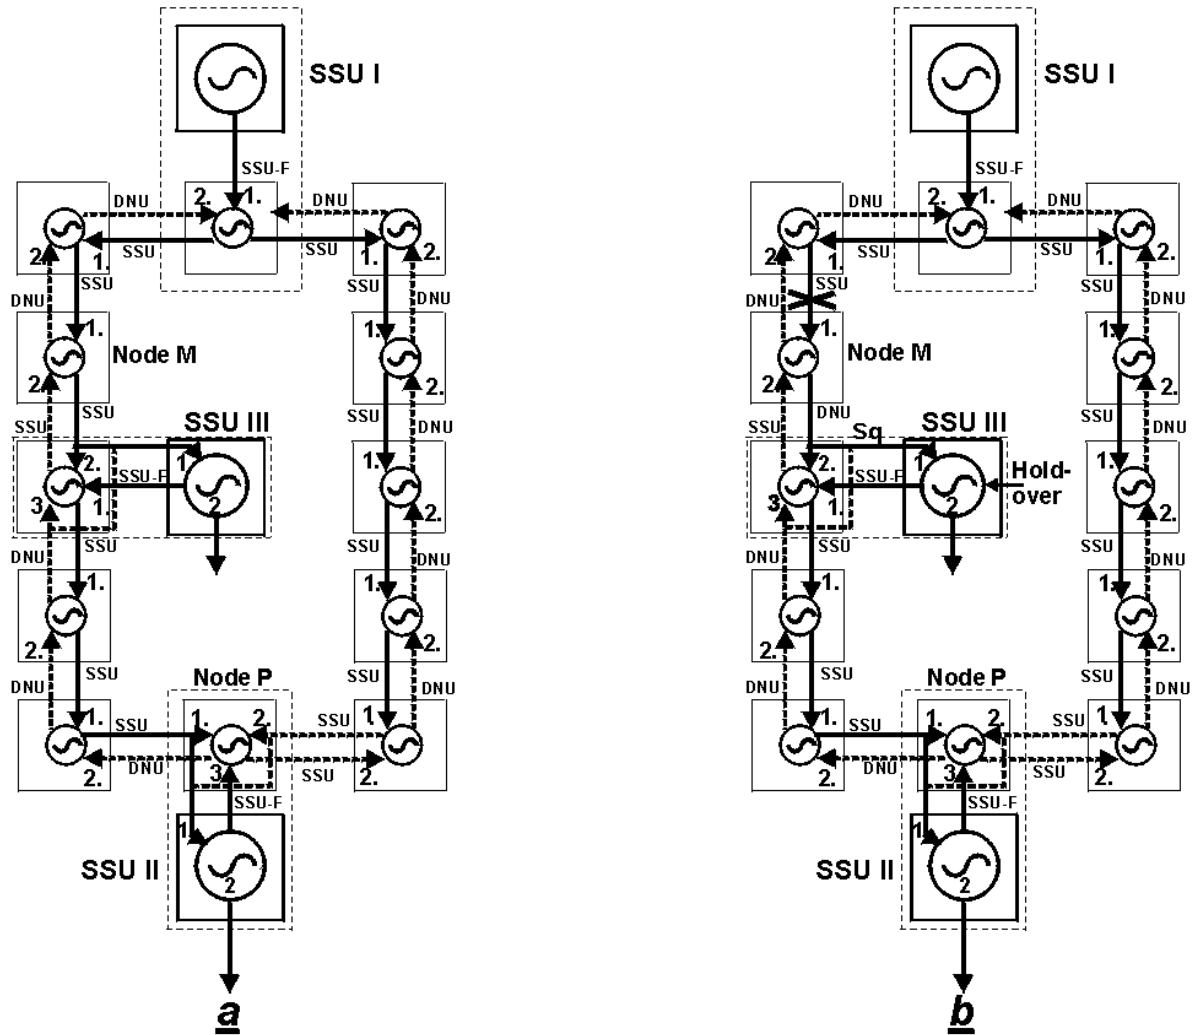 SSU I
SSU-F
DNU 2. 1. DNU
2. 1. SSU SSU 1. 2.
DNU SSU SSU DNU
1. 1.
Node M
2. 2.
SSU SSU SSU DNU
SSU III
2. 1 1.
SSU-F
3 1. 2 2.
DNU SSU SSU DNU
1. 1.
2. 2.
DNU SSU SSU DNU
Node P
1. SSU 1. 2. SSU 1
2. DNU 3 SSU 2.
SSU-F
1.
SSU II
2
a
SSU I
SSU-F
DNU 2. 1. DNU
2 1. SSU SSU 1. 2.
DNU SSU SSU DNU
1. 1.
Node M
2 2.
SSU DNU SSU DNU
SSU III
Sq
2. 1 1.
SSU-F
Hold-
over
3 1. 2 2.
DNU SSU SSU DNU
1. 1.
2. 2.
DNU SSU SSU DNU
Node P
1. SSU 1. 2. SSU 1
2. DNU 3 SSU 2.
SSU-F
1.
SSU II
2
b